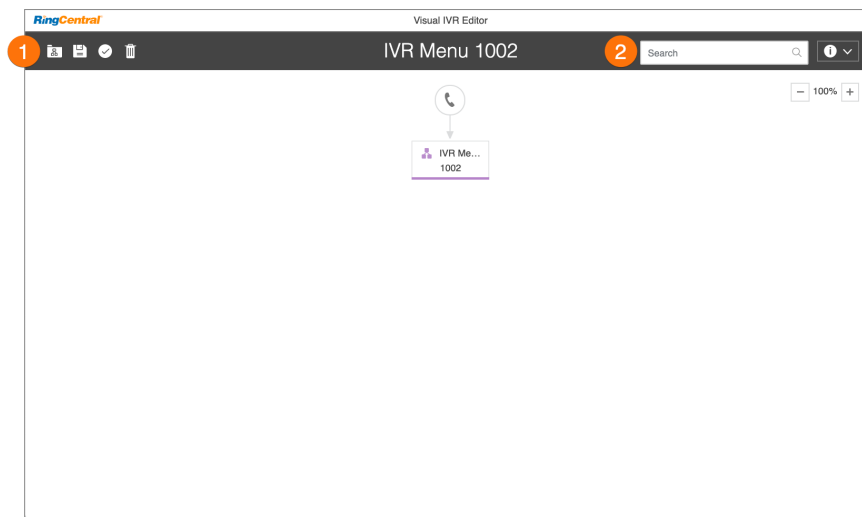 RingCentral
Visual IVR Editor
1
IVR Menu 1002
2
Search
100%
IVR Me...
1002